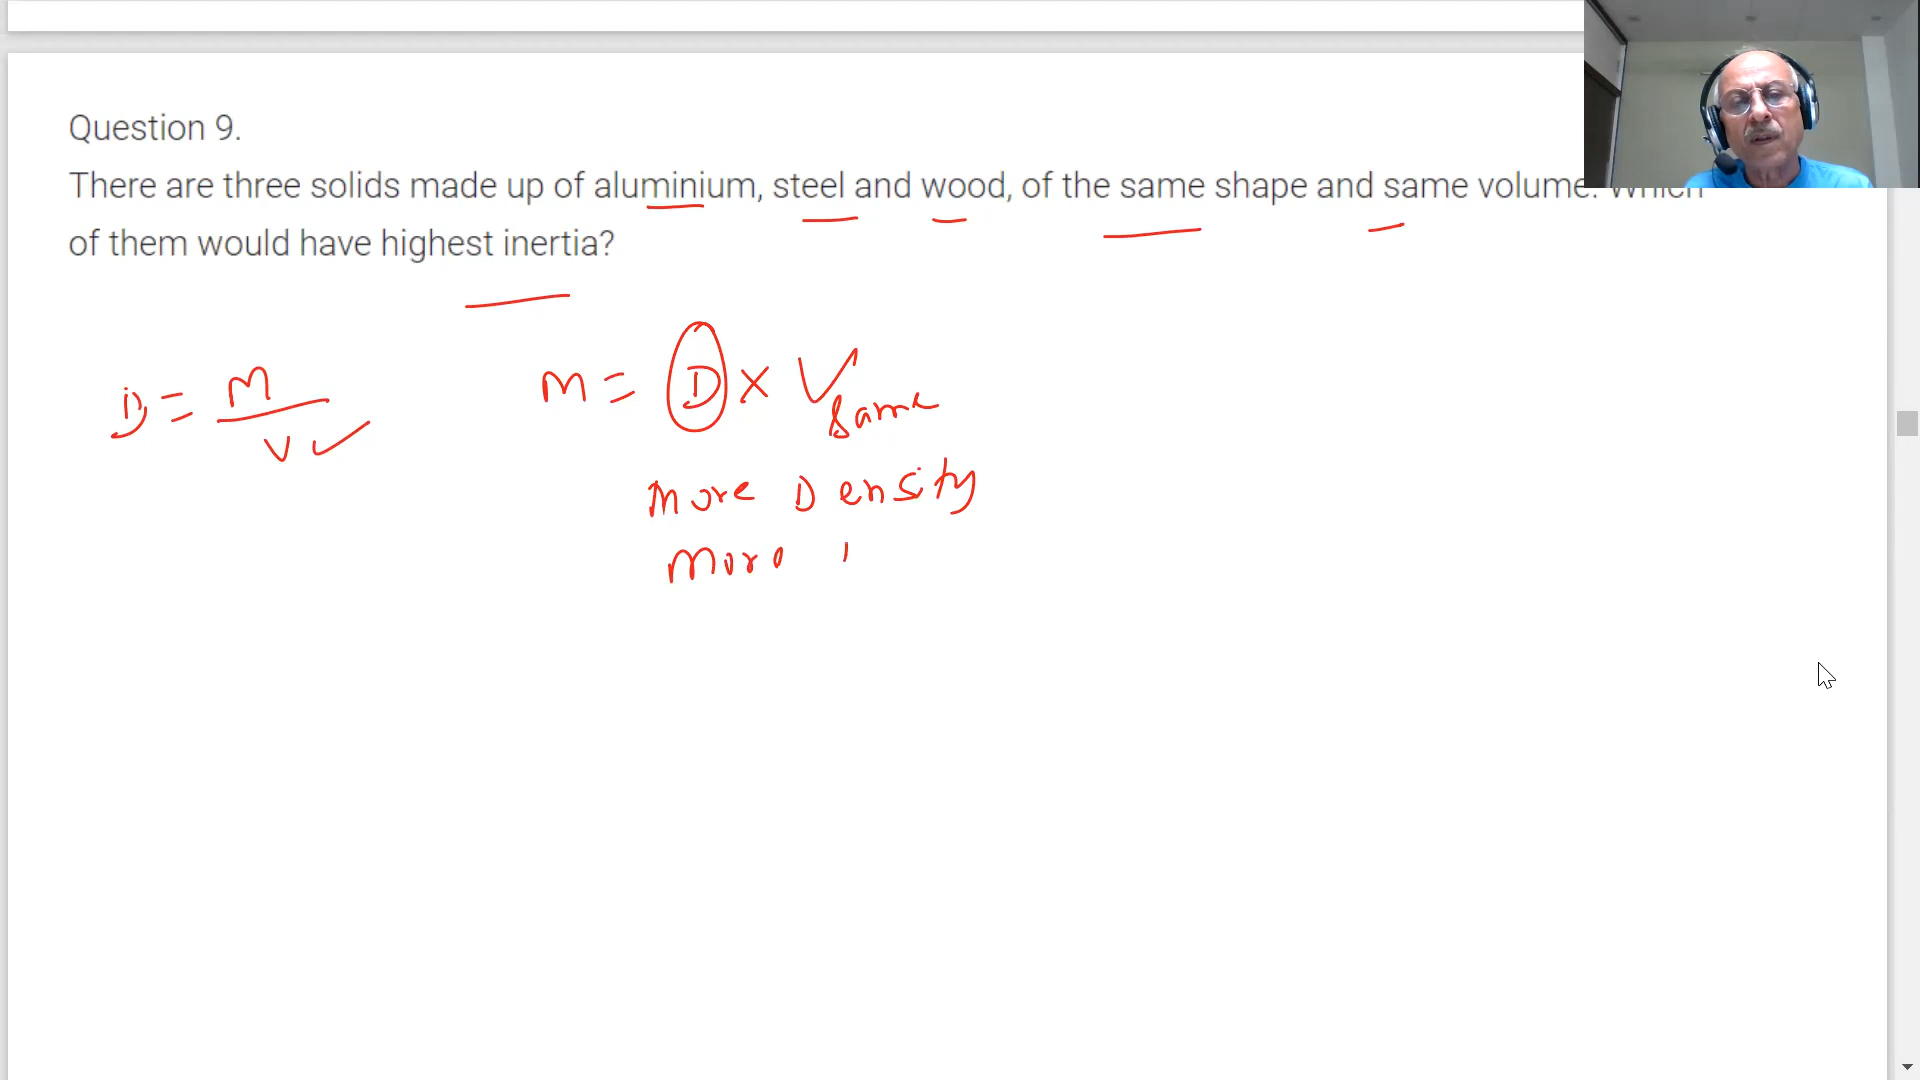 Question 9.
There are three solids made up of aluminium, steel and wood, of the same shape and same volume. Which
of them would have highest inertia?
D = M / V ✓
M = D × V same
More Density
More